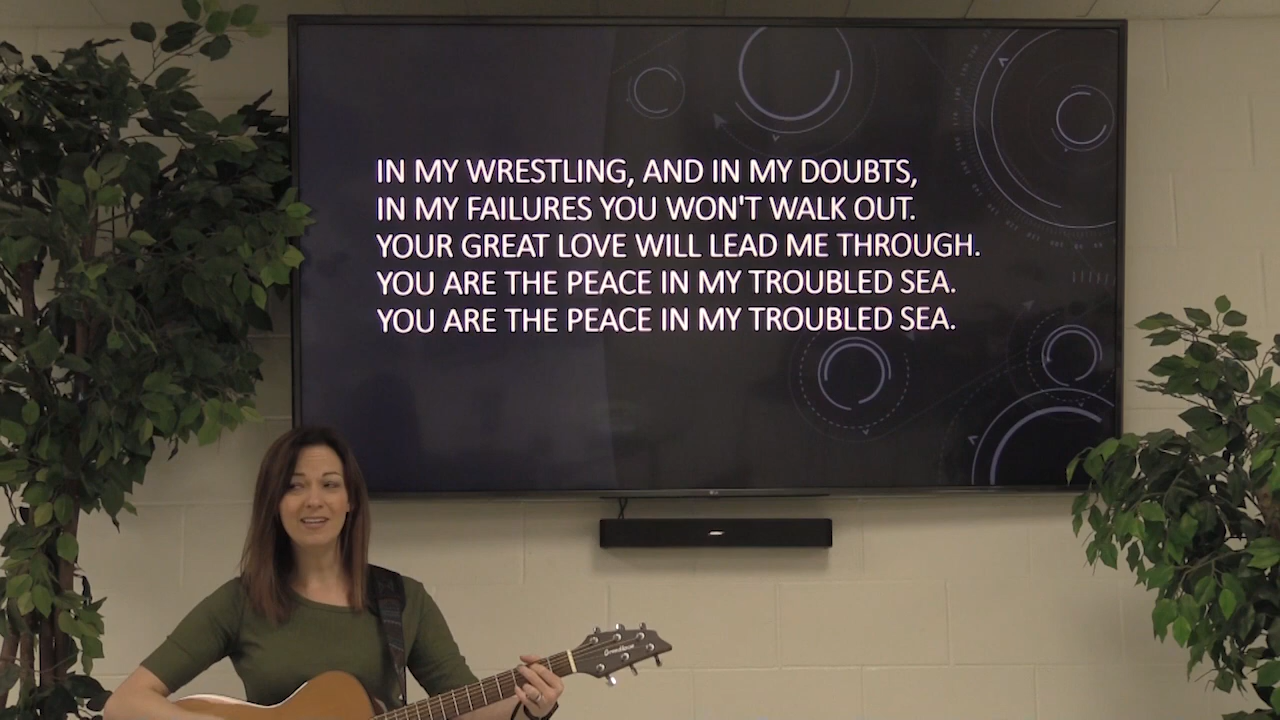 IN MY WRESTLING, AND IN MY DOUBTS,
IN MY FAILURES YOU WON'T WALK OUT.
YOUR GREAT LOVE WILL LEAD ME THROUGH.
YOU ARE THE PEACE IN MY TROUBLED SEA.
YOU ARE THE PEACE IN MY TROUBLED SEA.